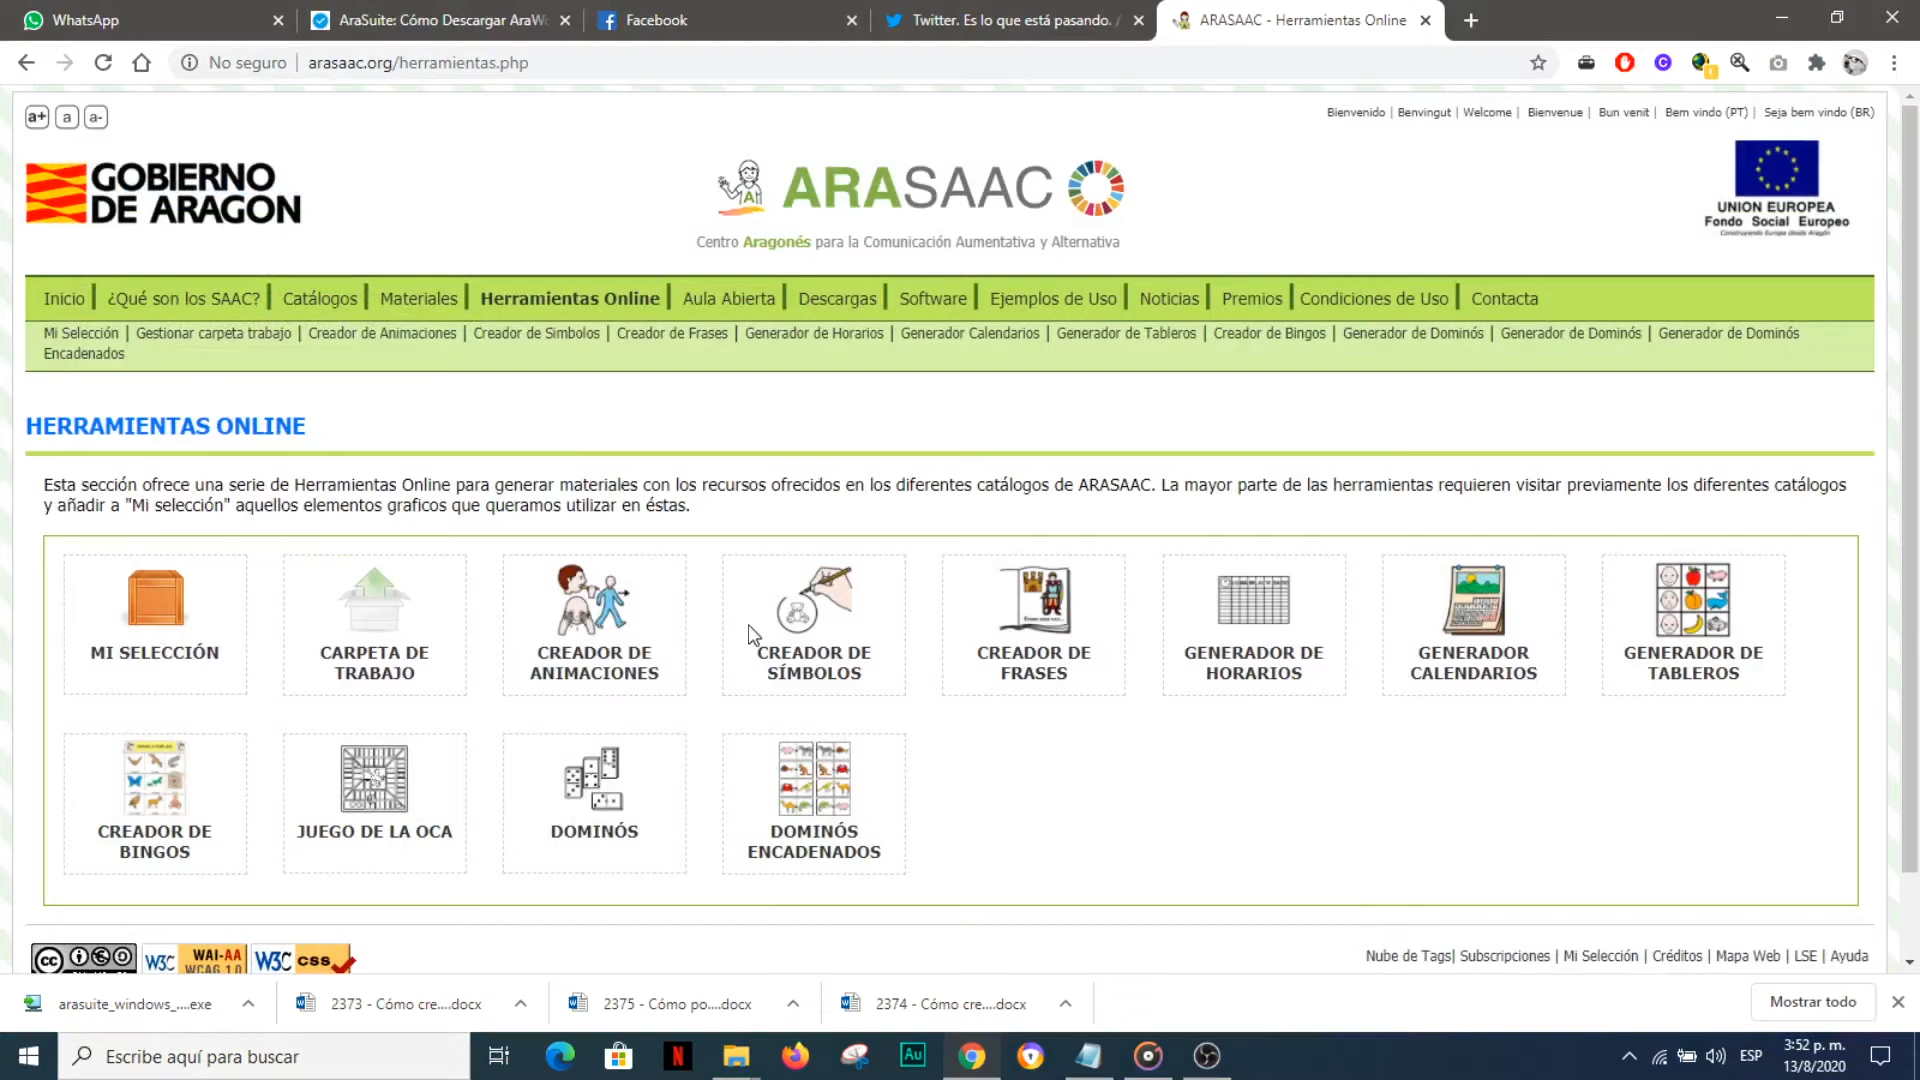 WhatsApp
AraSuite: Cómo Descargar AraWo
Facebook
Twitter. Es lo que está pasando. /
ARASAAC - Herramientas Online
No seguro
arasaac.org/herramientas.php
a+ a a-
Bienvenido | Benvingut | Welcome | Bienvenue | Bun venit | Bem vindo (PT) | Seja bem vindo (BR)
GOBIERNO
DE ARAGON
ARASAAC
Centro Aragonés para la Comunicación Aumentativa y Alternativa
UNION EUROPEA
Fondo Social Europeo
Construyendo Europa desde Aragón
Inicio | ¿Qué son los SAAC? | Catálogos | Materiales | Herramientas Online | Aula Abierta | Descargas | Software | Ejemplos de Uso | Noticias | Premios | Condiciones de Uso | Contacta
Mi Selección | Gestionar carpeta trabajo | Creador de Animaciones | Creador de Simbolos | Creador de Frases | Generador de Horarios | Generador Calendarios | Generador de Tableros | Creador de Bingos | Generador de Dominós | Generador de Dominós | Generador de Dominós
Encadenados
HERRAMIENTAS ONLINE
Esta sección ofrece una serie de Herramientas Online para generar materiales con los recursos ofrecidos en los diferentes catálogos de ARASAAC. La mayor parte de las herramientas requieren visitar previamente los diferentes catálogos
y añadir a "Mi selección" aquellos elementos graficos que queramos utilizar en éstas.
MI SELECCIÓN
CARPETA DE
TRABAJO
CREADOR DE
ANIMACIONES
CREADOR DE
SÍMBOLOS
CREADOR DE
FRASES
GENERADOR DE
HORARIOS
GENERADOR
CALENDARIOS
GENERADOR DE
TABLEROS
CREADOR DE
BINGOS
JUEGO DE LA OCA
DOMINÓS
DOMINÓS
ENCADENADOS
cc
W3C WAI-AA
WCAG 1.0
W3C css
Nube de Tags| Subscripciones | Mi Selección | Créditos | Mapa Web | LSE | Ayuda
arasuite_windows_....exe
2373 - Cómo cre....docx
2375 - Cómo po....docx
2374 - Cómo cre....docx
Mostrar todo
Escribe aquí para buscar
Au
ESP
3:52 p. m.
13/8/2020